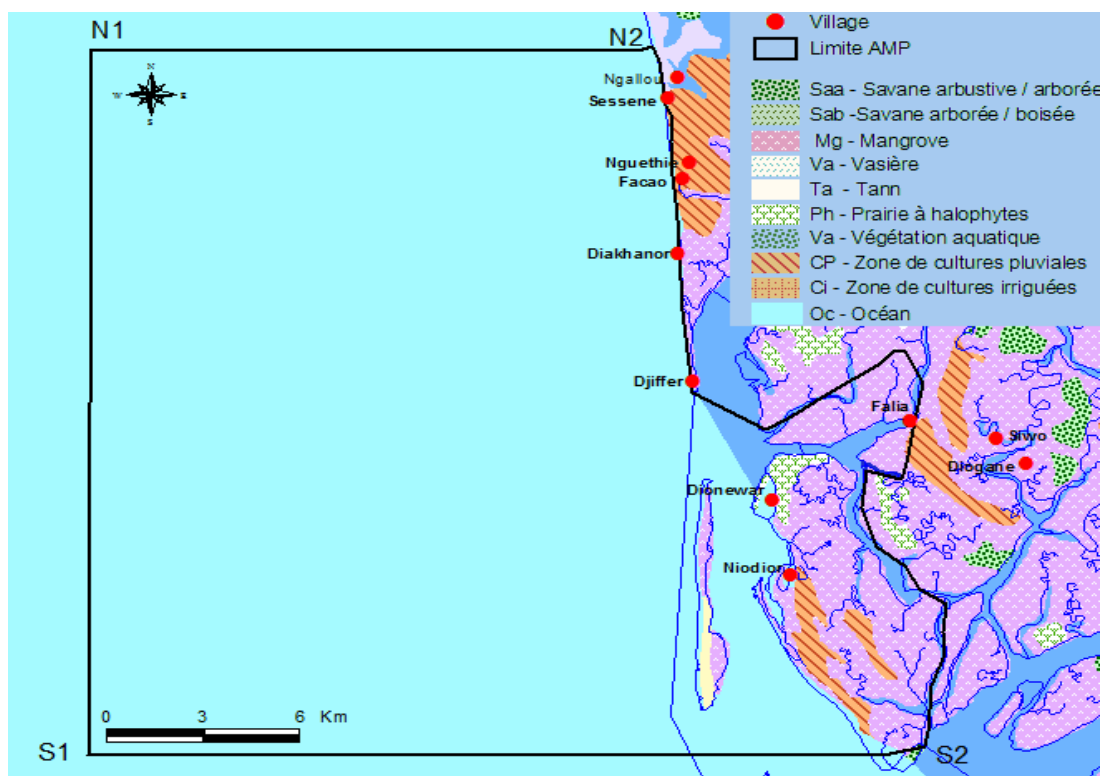 N1
N2
N
W
E
S
Ngallou
Sessene
Nguethie
Facao
Diakhanor
Djiffer
Falia
Siwo
Diogane
Dionewar
Niodior
0 3 6 Km
S1
S2
Village
Limite AMP
Saa - Savane arbustive / arborée
Sab -Savane arborée / boisée
Mg - Mangrove
Va - Vasière
Ta - Tann
Ph - Prairie à halophytes
Va - Végétation aquatique
CP - Zone de cultures pluviales
Ci - Zone de cultures irriguées
Oc - Océan